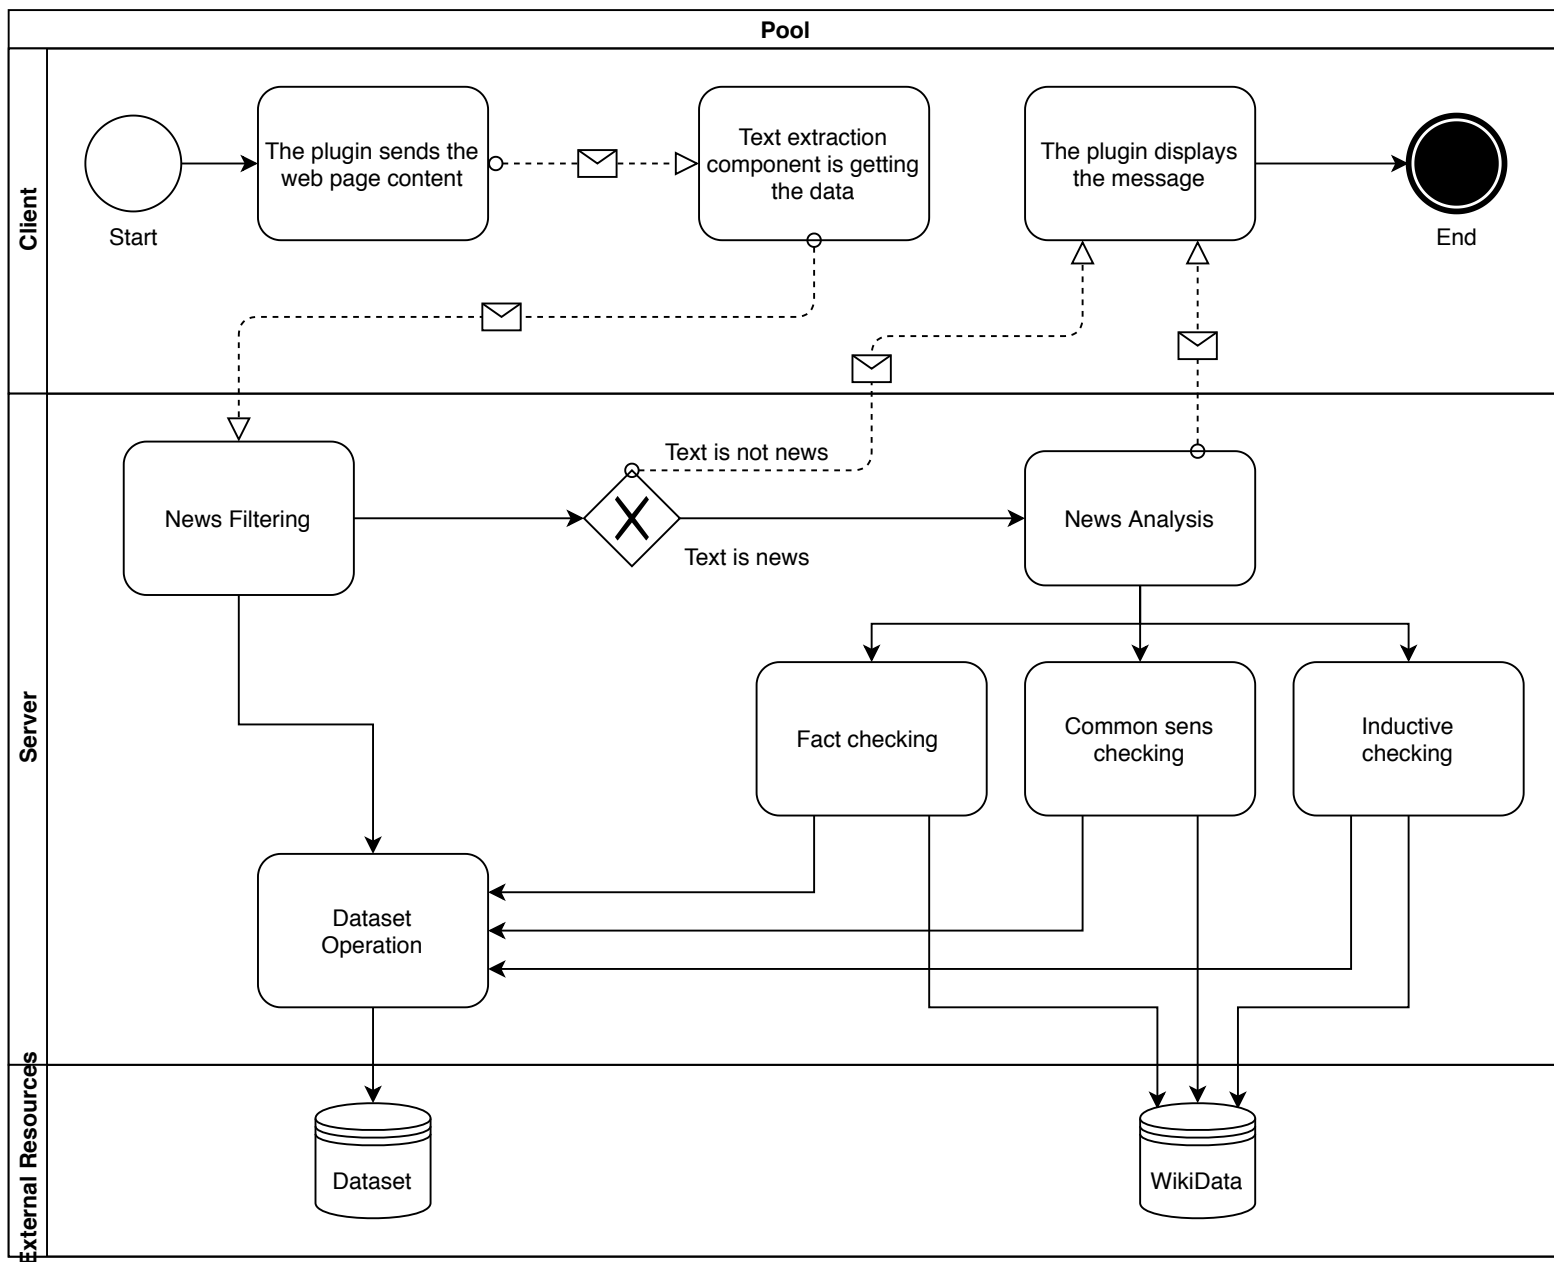 Pool
Client
The plugin sends the
web page content
Text extraction
component is getting
the data
The plugin displays
the message
Start
End
Server
Text is not news
News Filtering
News Analysis
Text is news
Fact checking
Common sens
checking
Inductive
checking
Dataset
Operation
External Resources
Dataset
WikiData